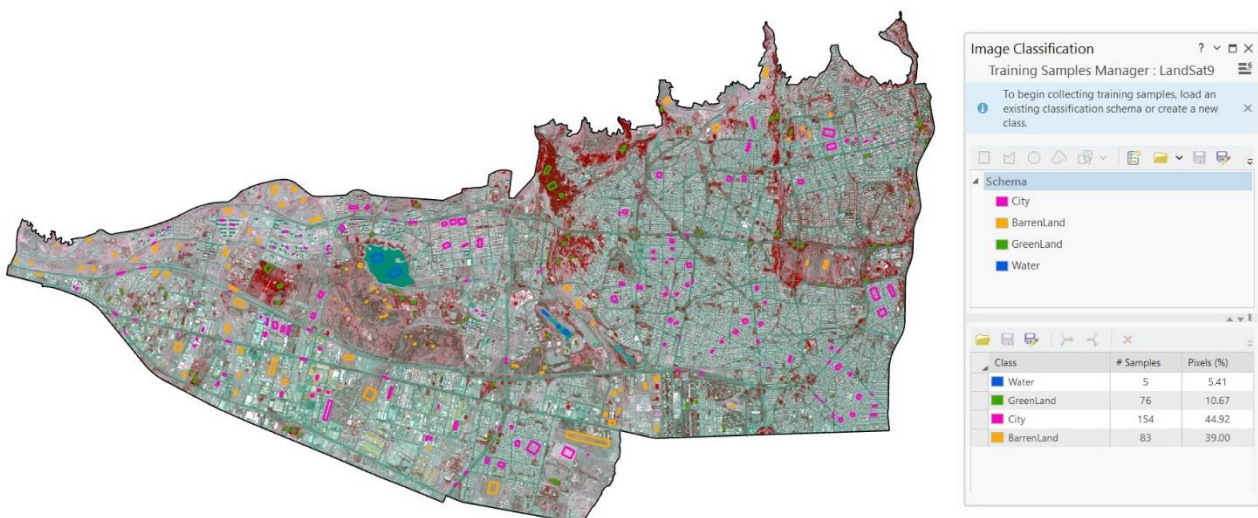 Image Classification
Training Samples Manager : LandSat9
To begin collecting training samples, load an
existing classification schema or create a new
class.
Schema
City
BarrenLand
GreenLand
Water
Class # Samples Pixels (%)
Water 5 5.41
GreenLand 76 10.67
City 154 44.92
BarrenLand 83 39.00